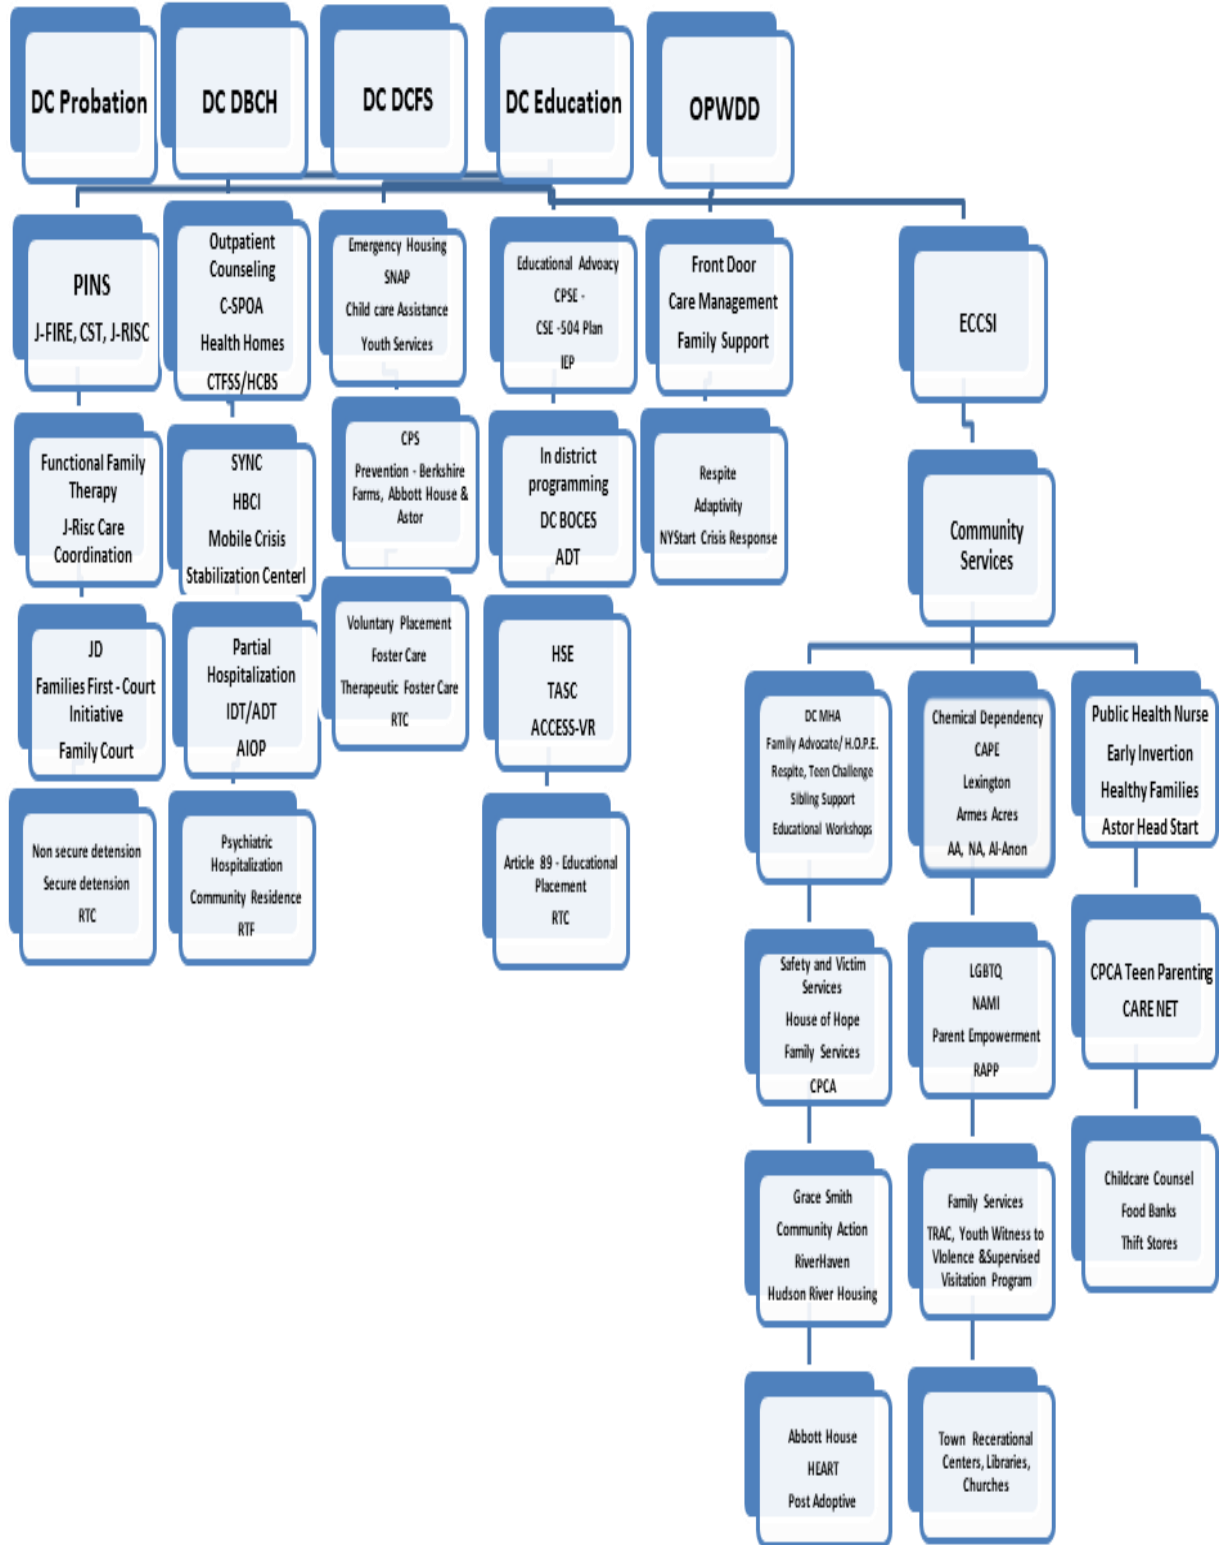 DC Probation
DC DBCH
DC DCFS
DC Education
OPWDD
PINS
J-FIRE, CST, J-RISC
Outpatient
Counseling
C-SPOA
Health Homes
CTFSS/HCBS
Emergency Housing
SNAP
Child care Assistance
Youth Services
Educational Advoacy
CPSE -
CSE -504 Plan
IEP
Front Door
Care Management
Family Support
ECCSI
Functional Family
Therapy
J-Risc Care
Coordination
SYNC
HBCI
Mobile Crisis
Stabilization Centerl
CPS
Prevention - Berkshire
Farms, Abbott House &
Astor
In district
programming
DC BOCES
ADT
Respite
Adaptivity
NYStart Crisis Response
Community
Services
JD
Families First - Court
Initiative
Family Court
Partial
Hospitalization
IDT/ADT
AIOP
Voluntary Placement
Foster Care
Therapeutic Foster Care
RTC
HSE
TASC
ACCESS-VR
DC MHA
Family Advocate/ H.O.P.E.
Respite, Teen Challenge
Sibling Support
Educational Workshops
Chemical Dependency
CAPE
Lexington
Armes Acres
AA, NA, Al-Anon
Public Health Nurse
Early Invertion
Healthy Families
Astor Head Start
Non secure detension
Secure detension
RTC
Psychiatric
Hospitalization
Community Residence
RTF
Article 89 - Educational
Placement
RTC
Safety and Victim
Services
House of Hope
Family Services
CPCA
LGBTQ
NAMI
Parent Empowerment
RAPP
CPCA Teen Parenting
CARE NET
Grace Smith
Community Action
RiverHaven
Hudson River Housing
Family Services
TRAC, Youth Witness to
VIolence &Supervised
Visitation Program
Childcare Counsel
Food Banks
Thift Stores
Abbott House
HEART
Post Adoptive
Town Recerational
Centers, Libraries,
Churches